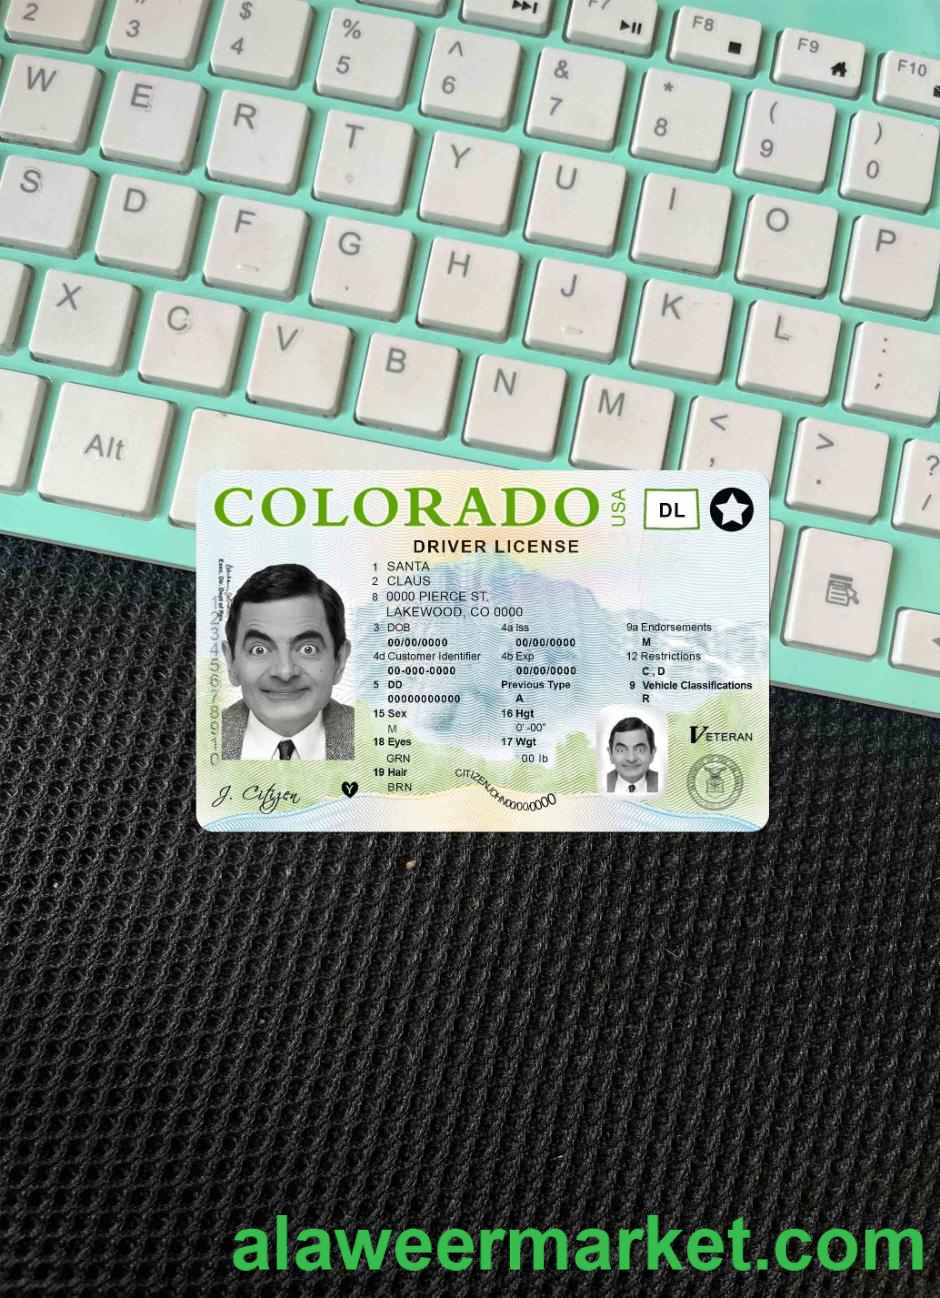 F7 F8 F9 F10
2 3 $ 4 % 5 ^ 6 & 7 * 8 ( 9 ) 0
W E R T Y U I O P
S D F G H J K L : ;
X C V B N M < , > . ? /
Alt
COLORADO USA DL
DRIVER LICENSE
1 SANTA
2 CLAUS
8 0000 PIERCE ST.
LAKEWOOD, CO 0000
3 DOB 4a Iss 9a Endorsements
00/00/0000 00/00/0000 M
4d Customer Identifier 4b Exp 12 Restrictions
00-000-0000 00/00/0000 C , D
5 DD Previous Type 9 Vehicle Classifications
00000000000 A R
15 Sex 16 Hgt
M 0' -00"
18 Eyes 17 Wgt VETERAN
GRN 00 lb
19 Hair
BRN
J. Citizen Y
alaweermarket.com